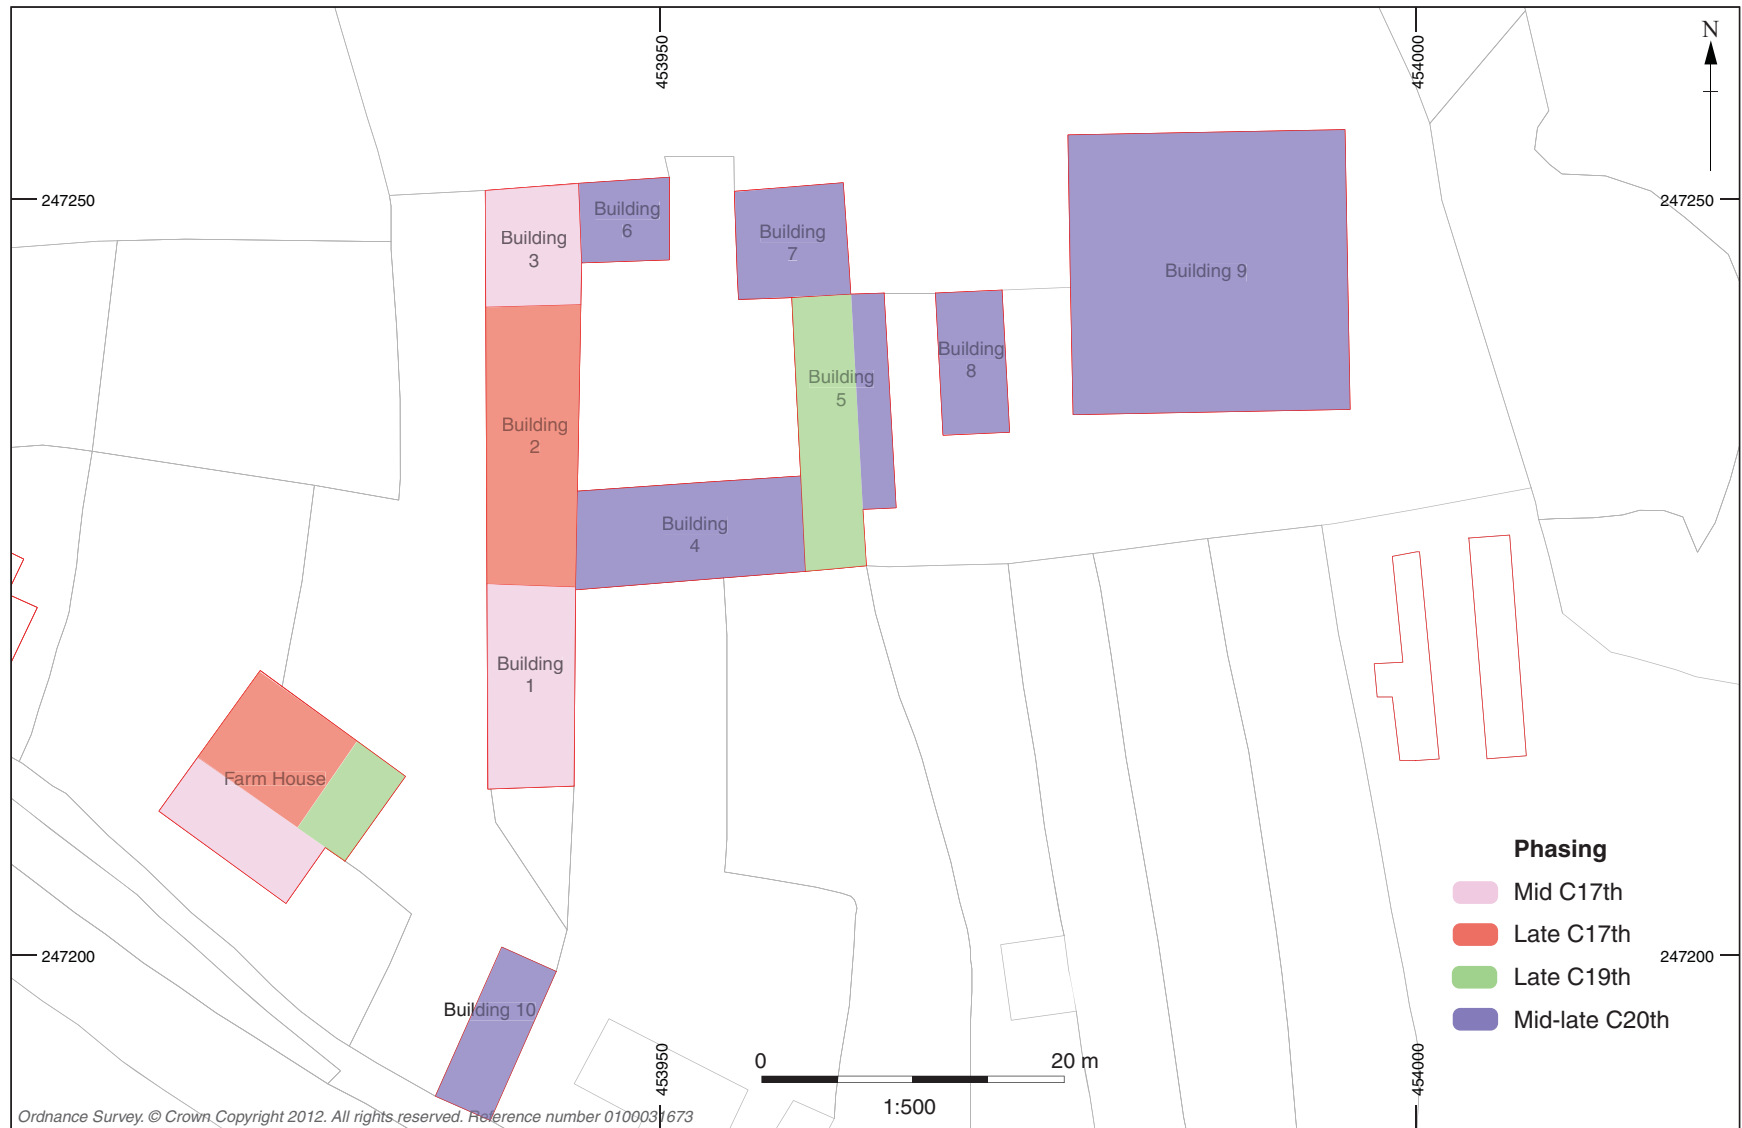 453950
454000
N
247250
247250
Building
3
Building
6
Building
7
Building 9
Building
8
Building
5
Building
2
Building
4
Building
1
Farm House
Phasing
Mid C17th
Late C17th
Late C19th
Mid-late C20th
247200
247200
Building 10
453950
0
20 m
1:500
454000
Ordnance Survey. © Crown Copyright 2012. All rights reserved. Reference number 0100031673